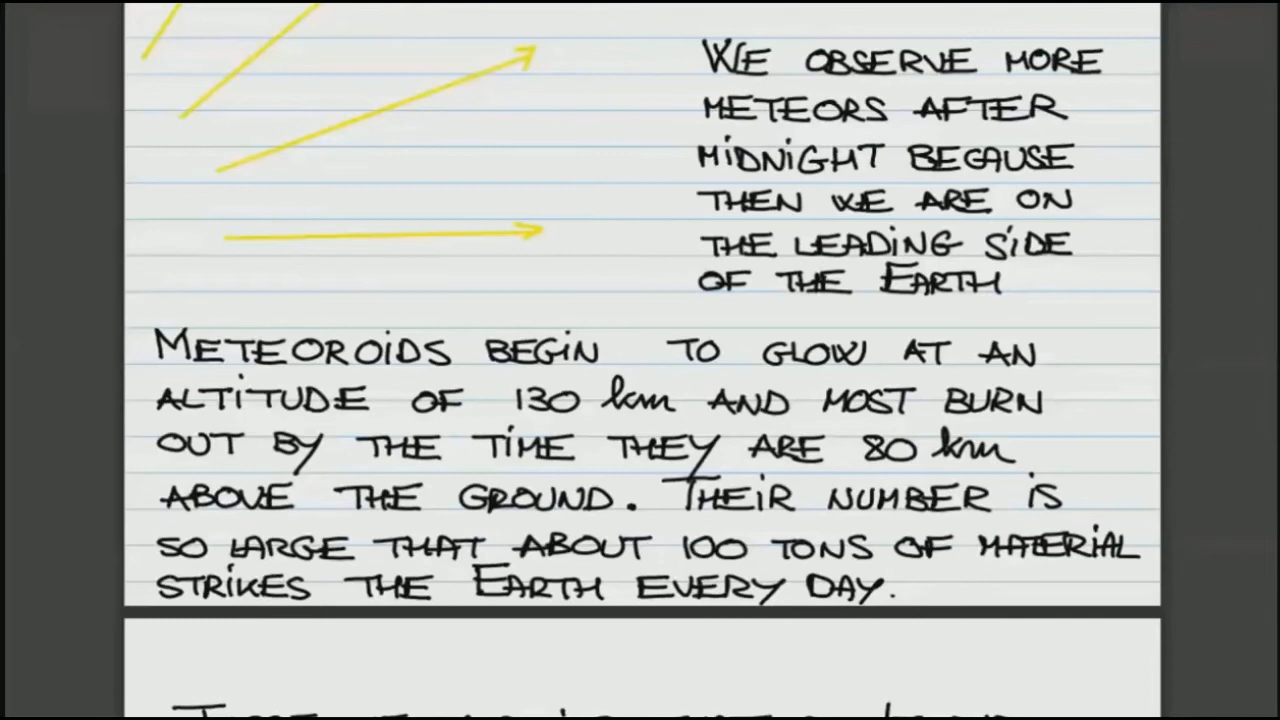 WE OBSERVE MORE
METEORS AFTER
MIDNIGHT BECAUSE
THEN WE ARE ON
THE LEADING SIDE
OF THE EARTH
METEOROIDS BEGIN TO GLOW AT AN
ALTITUDE OF 130 km AND MOST BURN
OUT BY THE TIME THEY ARE 80 km
ABOVE THE GROUND. THEIR NUMBER IS
SO LARGE THAT ABOUT 100 TONS OF MATERIAL
STRIKES THE EARTH EVERY DAY.